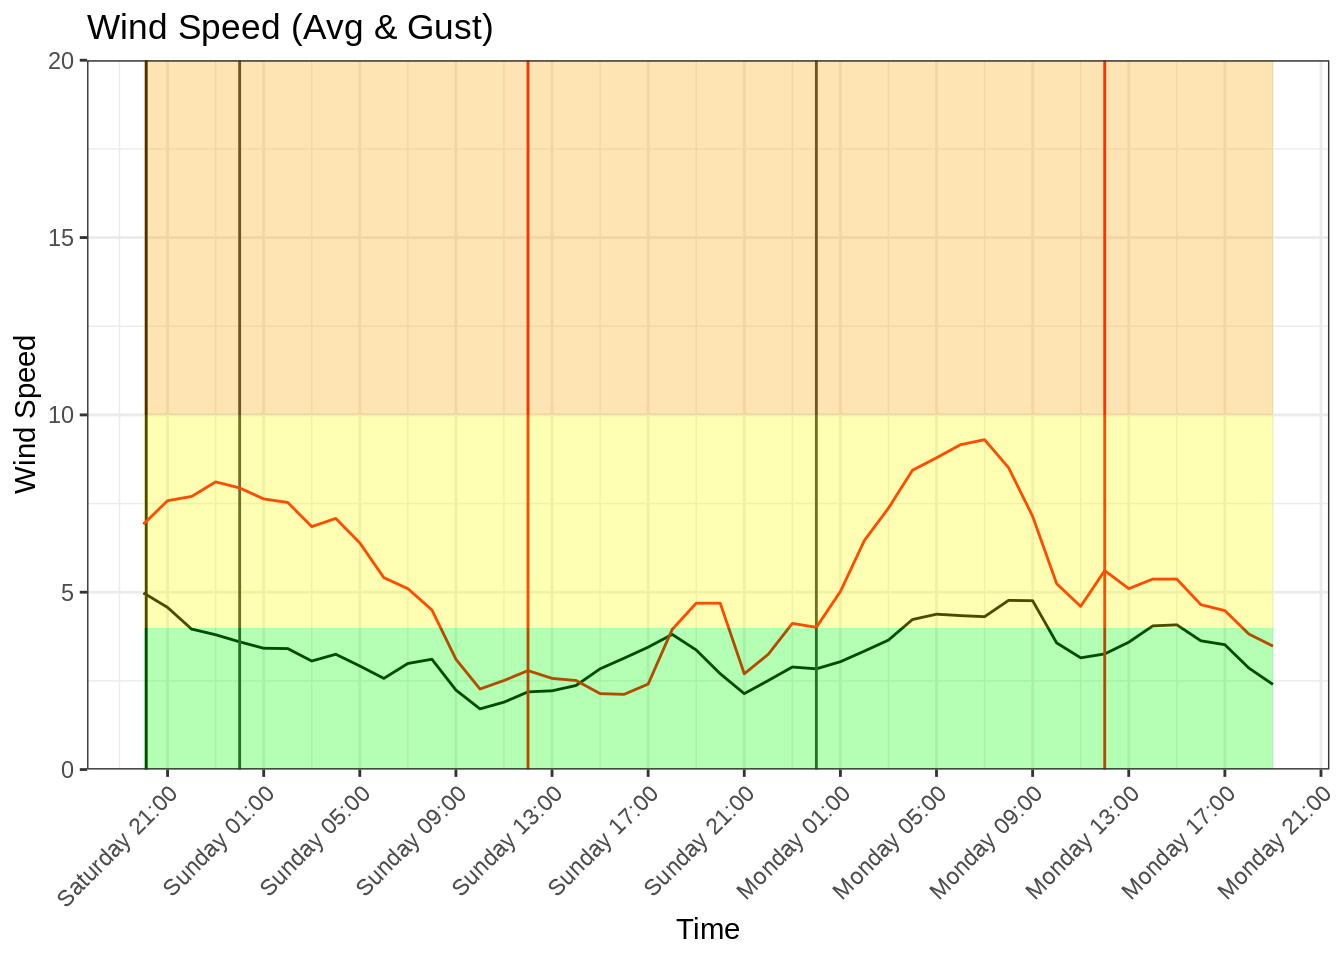 Wind Speed (Avg & Gust)
20
15
10
5
0
Wind Speed
Saturday 21:00
Sunday 01:00
Sunday 05:00
Sunday 09:00
Sunday 13:00
Sunday 17:00
Sunday 21:00
Monday 01:00
Monday 05:00
Monday 09:00
Monday 13:00
Monday 17:00
Monday 21:00
Time